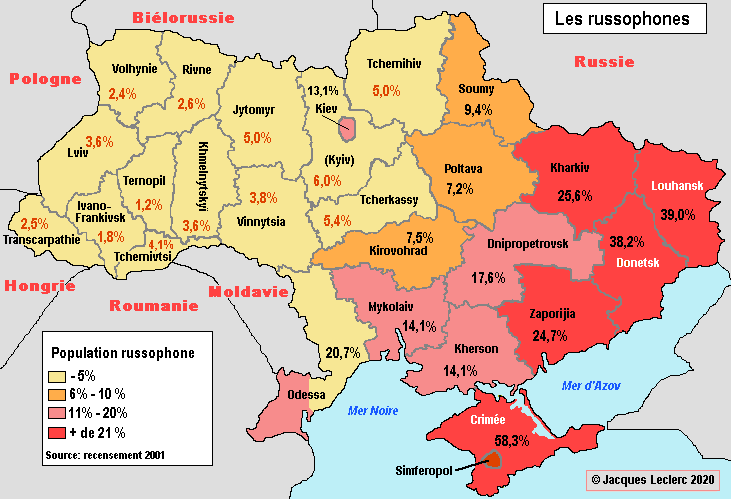 Biélorussie
Les russophones
Pologne
Russie
Volhynie
2,4%
Rivne
2,6%
Jytomyr
5,0%
13,1%
Kiev
(Kyiv)
6,0%
Tchernihiv
5,0%
Soumy
9,4%
Lviv
3,6%
Ternopil
1,2%
Khmelnytskyï
3,6%
Ivano-
Frankivsk
1,8%
2,5%
Transcarpathie
4,1%
Tchernivtsi
3,8%
Vinnytsia
Tcherkassy
5,4%
Poltava
7,2%
Kharkiv
25,6%
Louhansk
39,0%
7,5%
Kirovohrad
Dnipropetrovsk
17,6%
38,2%
Donetsk
Zaporijia
24,7%
Mykolaiv
14,1%
Kherson
14,1%
20,7%
Odessa
Hongrie
Roumanie
Moldavie
Mer Noire
Mer d'Azov
Crimée
58,3%
Simferopol
Population russophone
- 5%
6% - 10 %
11% - 20%
+ de 21 %
Source: recensement 2001
© Jacques Leclerc 2020